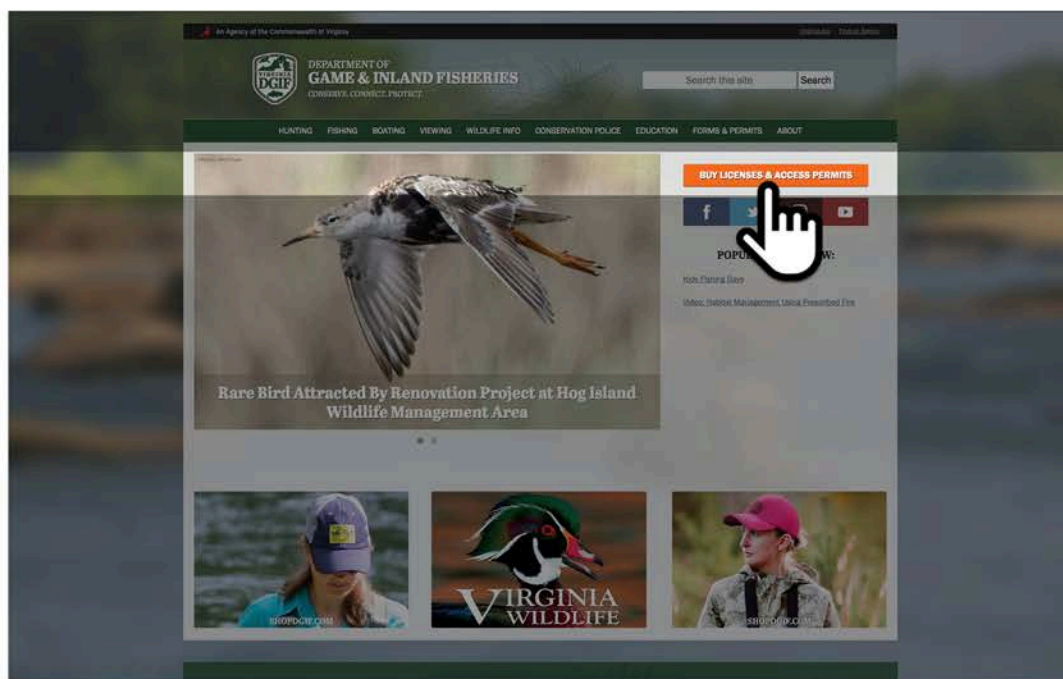 An Agency of the Commonwealth of Virginia
DEPARTMENT OF
GAME & INLAND FISHERIES
CONSERVE. CONNECT. PROTECT.
VIRGINIA
DGIF
Search this site
Search
HUNTING FISHING BOATING VIEWING WILDLIFE INFO CONSERVATION POLICE EDUCATION FORMS & PERMITS ABOUT
BUY LICENSES & ACCESS PERMITS
POPU W:
Kids Fishing Days
Video: Habitat Management Using Prescribed Fire
Rare Bird Attracted By Renovation Project at Hog Island
Wildlife Management Area
SHOPDGIF.COM
VIRGINIA
WILDLIFE
SHOPDGIF.COM